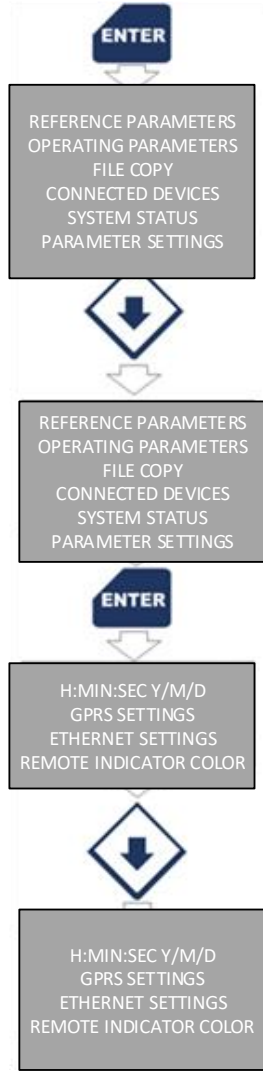 ENTER
REFERENCE PARAMETERS
OPERATING PARAMETERS
FILE COPY
CONNECTED DEVICES
SYSTEM STATUS
PARAMETER SETTINGS
REFERENCE PARAMETERS
OPERATING PARAMETERS
FILE COPY
CONNECTED DEVICES
SYSTEM STATUS
PARAMETER SETTINGS
ENTER
H:MIN:SEC Y/M/D
GPRS SETTINGS
ETHERNET SETTINGS
REMOTE INDICATOR COLOR
H:MIN:SEC Y/M/D
GPRS SETTINGS
ETHERNET SETTINGS
REMOTE INDICATOR COLOR